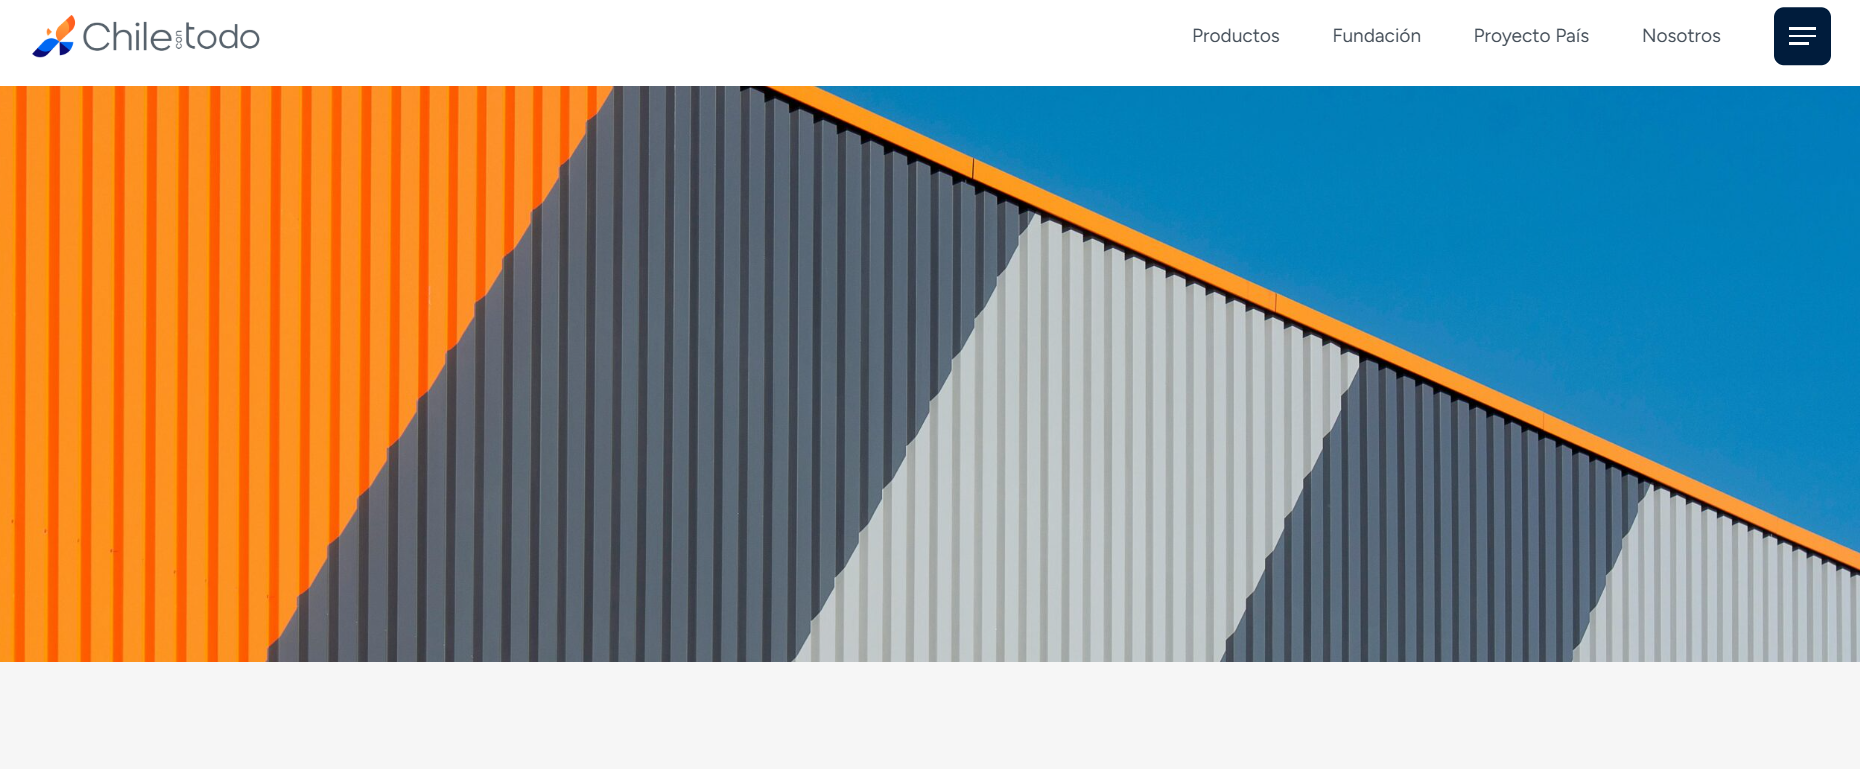 Chile con todo
Productos Fundación Proyecto País Nosotros